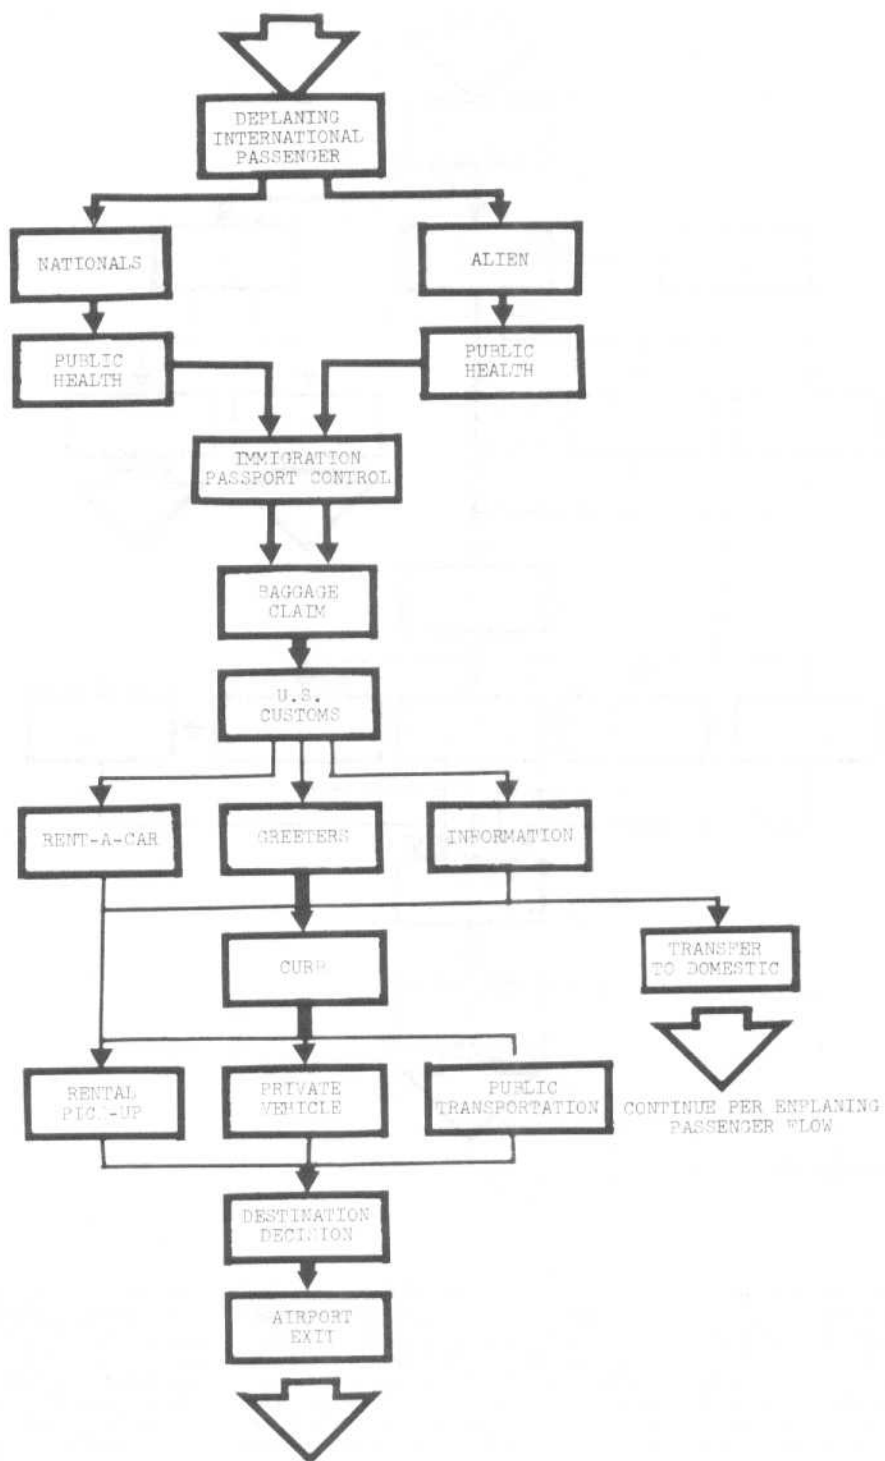 DEPLANING
INTERNATIONAL
PASSENGER
NATIONALS
ALIEN
PUBLIC
HEALTH
PUBLIC
HEALTH
IMMIGRATION
PASSPORT CONTROL
BAGGAGE
CLAIM
U.S.
CUSTOMS
RENT-A-CAR
GREETERS
INFORMATION
CURB
TRANSFER
TO DOMESTIC
RENTAL
PICK-UP
PRIVATE
VEHICLE
PUBLIC
TRANSPORTATION
CONTINUE PER ENPLANING
PASSENGER FLOW
DESTINATION
DECISION
AIRPORT
EXIT